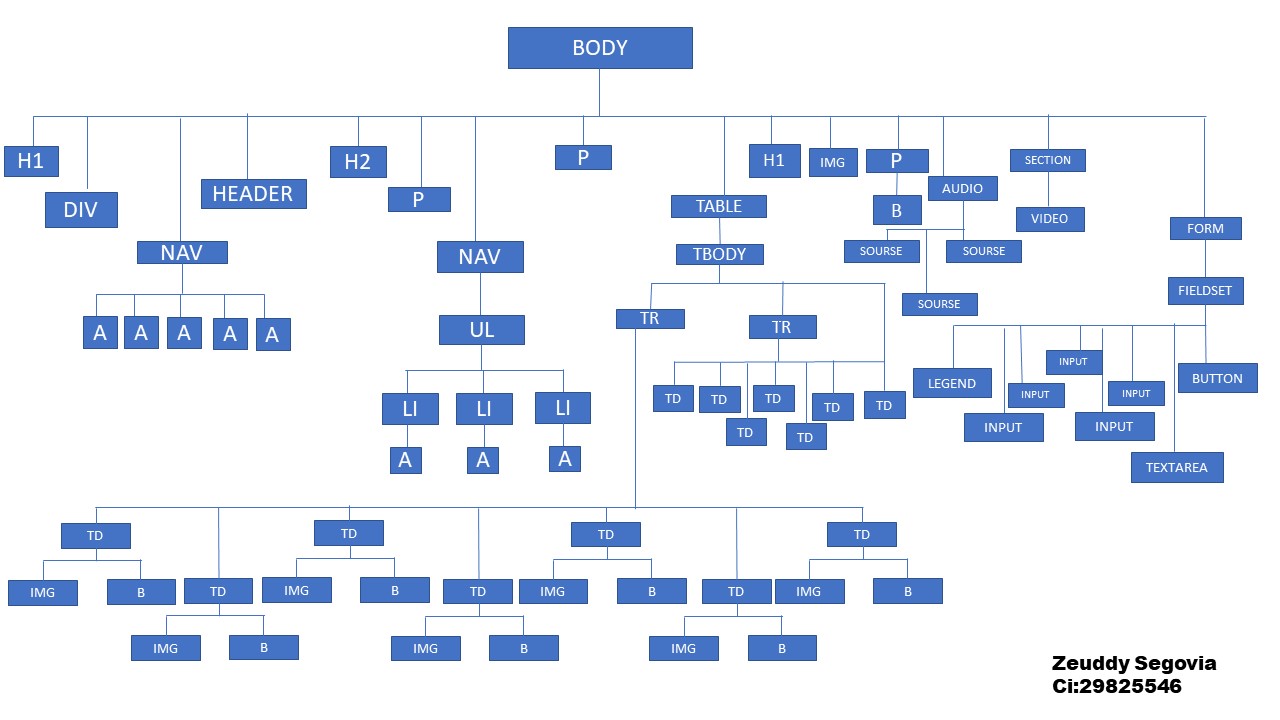 BODY
H1
DIV
NAV
HEADER
H2
P
NAV
P
TABLE
H1
IMG
P
AUDIO
SECTION
FORM
B
VIDEO
TBODY
SOURSE
SOURSE
SOURSE
FIELDSET
A
A
A
A
A
UL
TR
TR
LI
LI
LI
A
A
A
TD
TD
TD
TD
TD
TD
TD
LEGEND
INPUT
INPUT
INPUT
INPUT
INPUT
TEXTAREA
BUTTON
TD
TD
TD
TD
IMG
B
TD
IMG
B
TD
IMG
B
TD
IMG
B
IMG
B
IMG
B
IMG
B
Zeuddy Segovia
Ci:29825546